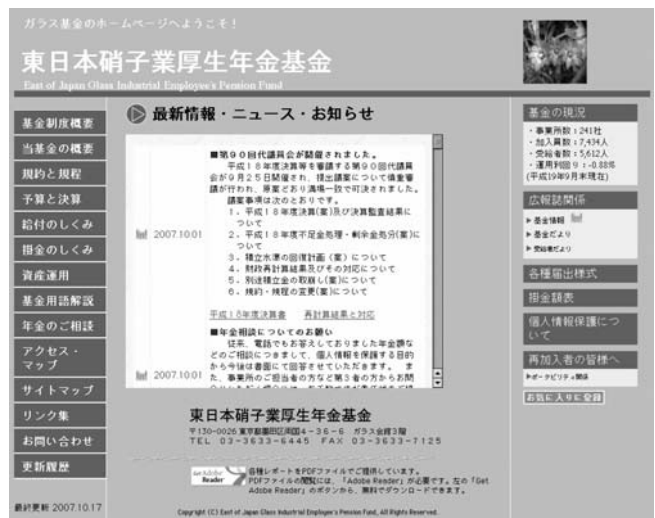 ガラス基金のホームページへようこそ！
東日本硝子業厚生年金基金
East of Japan Glass Industrial Employee's Pension Fund
基金制度概要
当基金の概要
規約と規程
予算と決算
給付のしくみ
掛金のしくみ
資産運用
基金用語解説
年金のご相談
アクセス・
マップ
サイトマップ
リンク集
お問い合わせ
更新履歴
最終更新 2007.10.17
最新情報・ニュース・お知らせ
2007.10.01
■第９０回代議員会が開催されました。
平成１８年度決算等を審議する第９０回代議員
会が９月２５日開催され、提出議案について慎重審
議が行われ、原案どおり満場一致で可決されました。
議案事項は次のとおりです。
１．平成１８年度決算(案)及び決算監査結果に
ついて
２．平成１８年度不足金処理・剰余金処分(案)に
ついて
３．積立水準の回復計画（案）について
４．財政再計算結果及びその対応について
５．別途積立金の取崩し(案)について
６．規約・規程の変更(案)について
平成１８年度決算書 再計算結果と対応
2007.10.01
■年金相談についてのお願い
従来、電話でもお答えしておりました年金額な
どのご相談につきまして、個人情報を保護する目的
から今後は書面にて回答させていただきます。 ま
た、事業所のご担当者の方など第３者の方からお問
東日本硝子業厚生年金基金
〒130-0026 東京都墨田区両国４－３６－６ ガラス会館３階
TEL 03-3633-6445 FAX 03-3633-7125
Get Adobe
Reader
各種レポートをPDFファイルでご提供しています。
PDFファイルの閲覧には、「Adobe Reader」が必要です。左の「Get
Adobe Reader」のボタンから、無料でダウンロードできます。
Copyright (C) East of Japan Glass Industrial Employee's Pension Fund, All Rights Reserved.
基金の現況
・事業所数：241社
・加入員数：7,434人
・受給者数：5,612人
・運用利回り：-0.88%
(平成19年9月末現在)
広報誌関係
基金情報
基金だより
受給者だより
各種届出様式
掛金額表
個人情報保護につ
いて
再加入者の皆様へ
ポータビリティ関係
お気に入りに登録